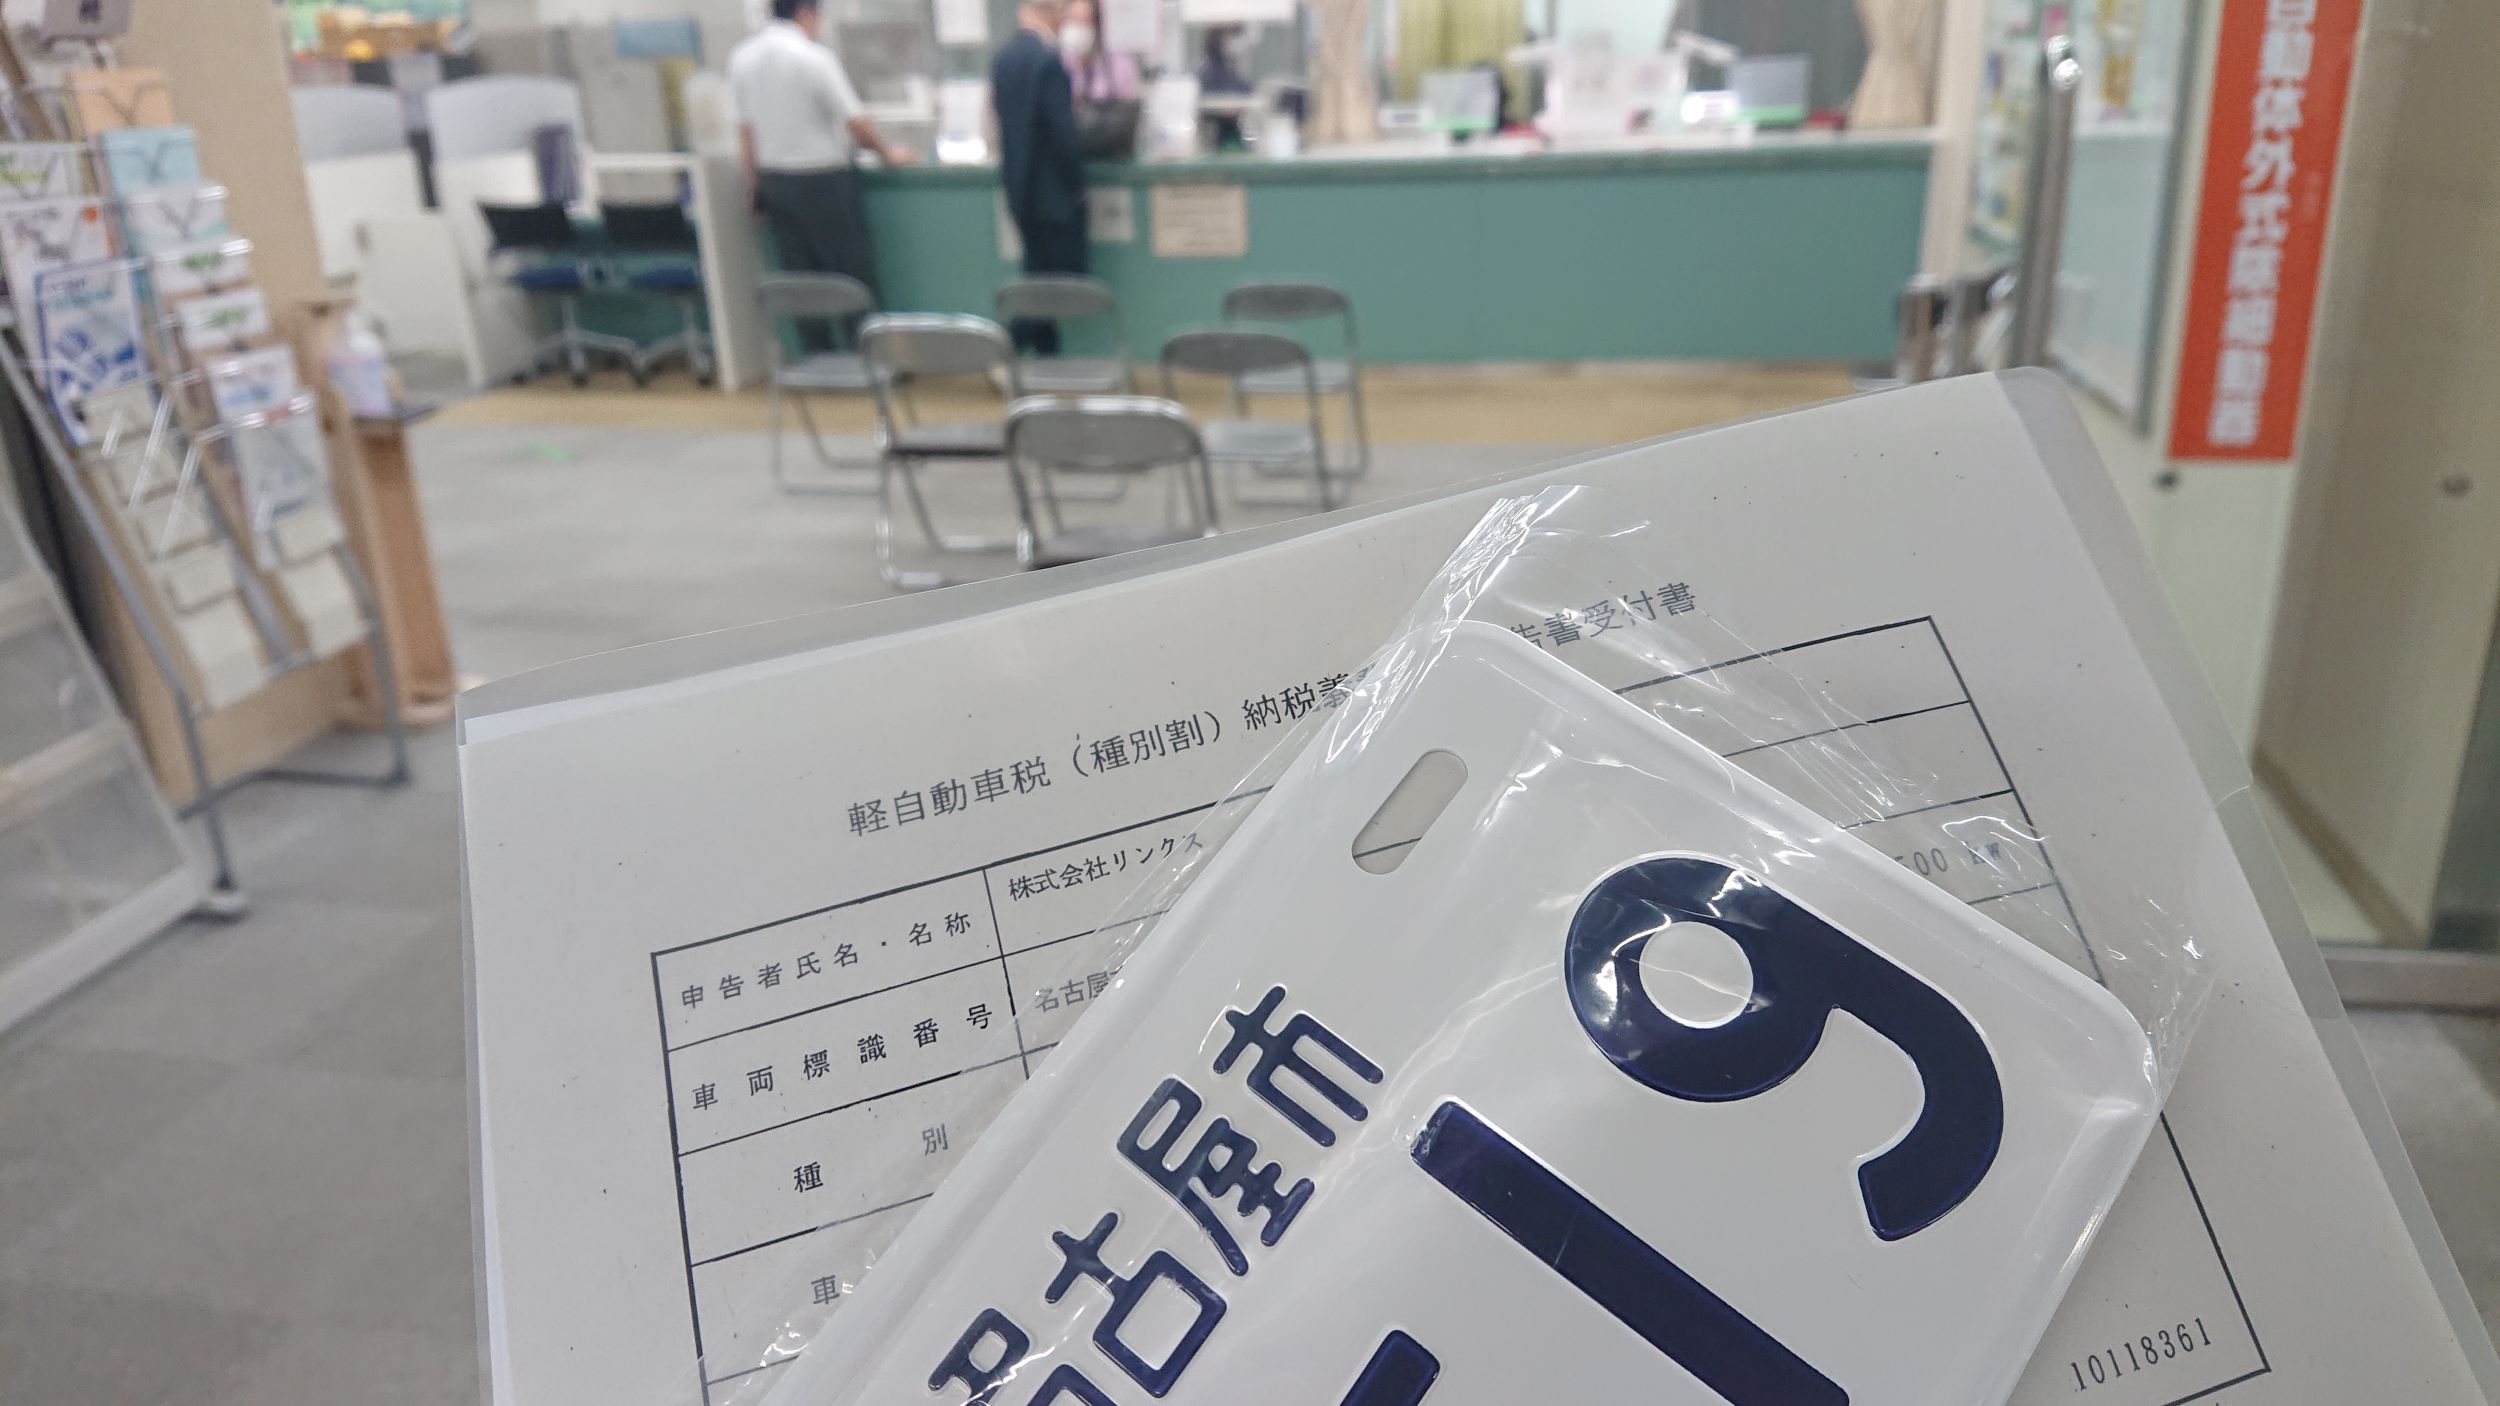 自動体外式除細動器
軽自動車税（種別割）納税義
告書受付書
申告者氏名・名称
株式会社リンクス
車両標識番号
名古屋
種別
車
500 KW
10118361
名古屋市
19